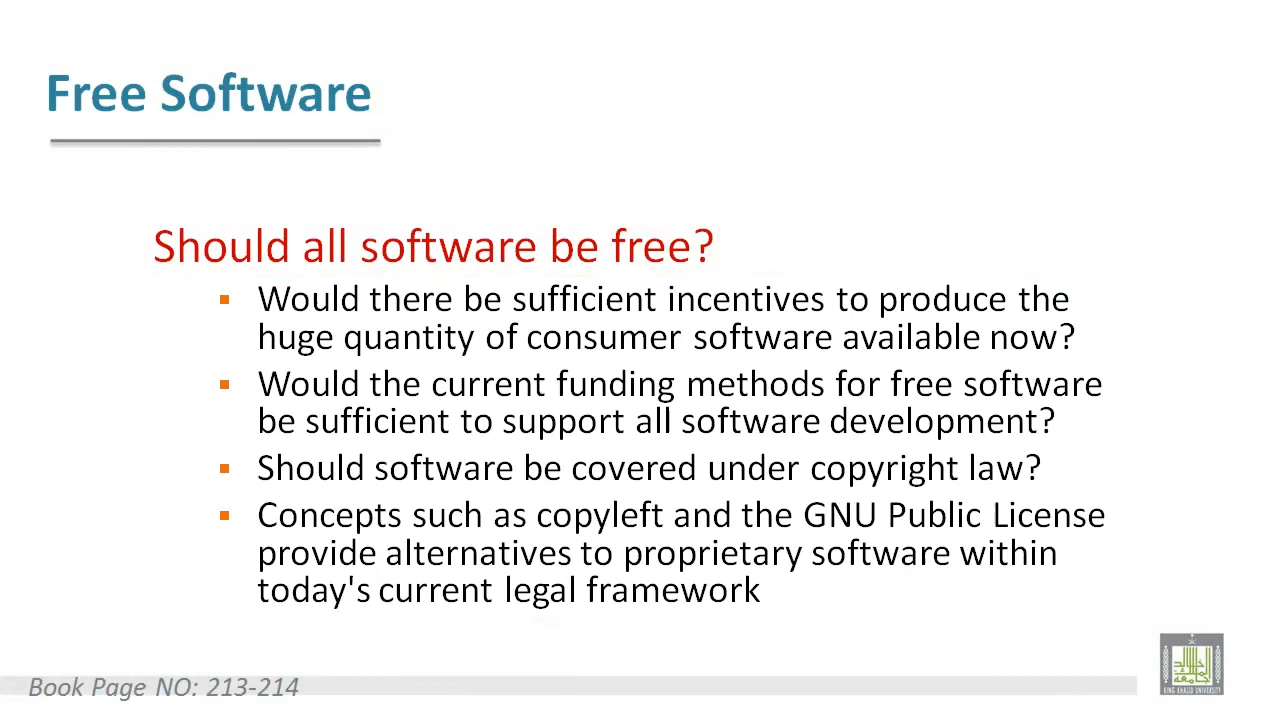 Free Software
Should all software be free?
▪ Would there be sufficient incentives to produce the
huge quantity of consumer software available now?
▪ Would the current funding methods for free software
be sufficient to support all software development?
▪ Should software be covered under copyright law?
▪ Concepts such as copyleft and the GNU Public License
provide alternatives to proprietary software within
today's current legal framework
Book Page NO: 213-214
KING KHALID UNIVERSITY